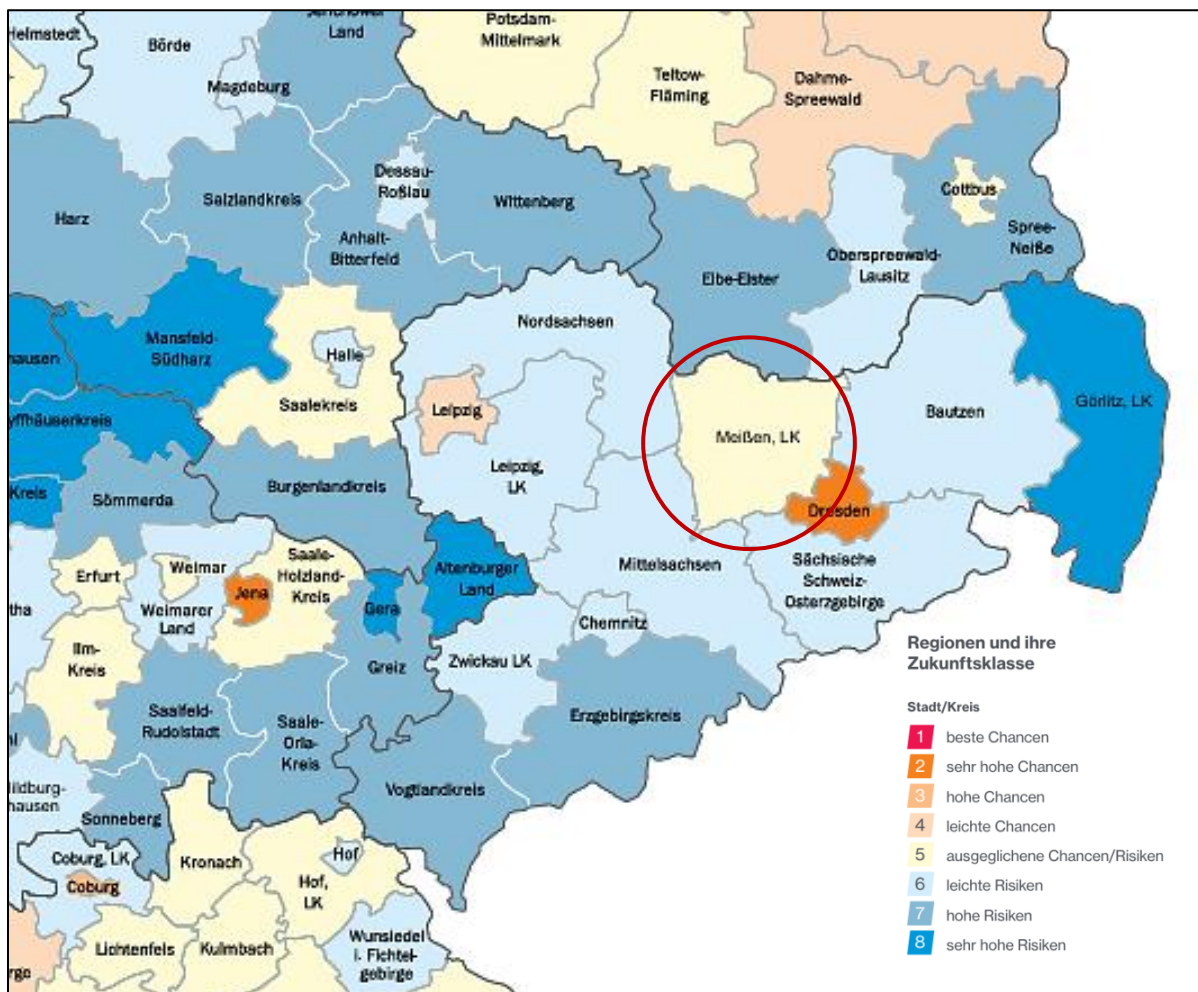 Helmstedt
Börde
Jerichower
Land
Potsdam-
Mittelmark
Magdeburg
Teltow-
Fläming
Dahme-
Spreewald
Harz
Salzlandkreis
Dessau-
Roßlau
Wittenberg
Anhalt-
Bitterfeld
Cottbus
Spree-
Neiße
Oberspreewald-
Lausitz
Elbe-Elster
Nordsachsen
Mansfeld-
Südharz
hausen
Halle
Saalekreis
Leipzig
Meißen, LK
Bautzen
Görlitz, LK
yffhäuserkreis
Leipzig,
LK
Kreis
Sömmerda
Burgenlandkreis
Dresden
Mittelsachsen
Sächsische
Schweiz-
Osterzgebirge
Altenburger
Land
Erfurt
Weimar
Saale-
Holzland-
Kreis
Jena
Gera
tha
Weimarer
Land
Chemnitz
Ilm-
Kreis
Greiz
Zwickau LK
Saalfeld-
Rudolstadt
Saale-
Orla-
Kreis
Erzgebirgskreis
Vogtlandkreis
ildburg-
hausen
Sonneberg
Coburg, LK
Coburg
Kronach
Hof
Hof,
LK
Lichtenfels
Kulmbach
Wunsiedel
i. Fichtel-
gebirge
rge
Regionen und ihre
Zukunftsklasse
Stadt/Kreis
1 beste Chancen
2 sehr hohe Chancen
3 hohe Chancen
4 leichte Chancen
5 ausgeglichene Chancen/Risiken
6 leichte Risiken
7 hohe Risiken
8 sehr hohe Risiken